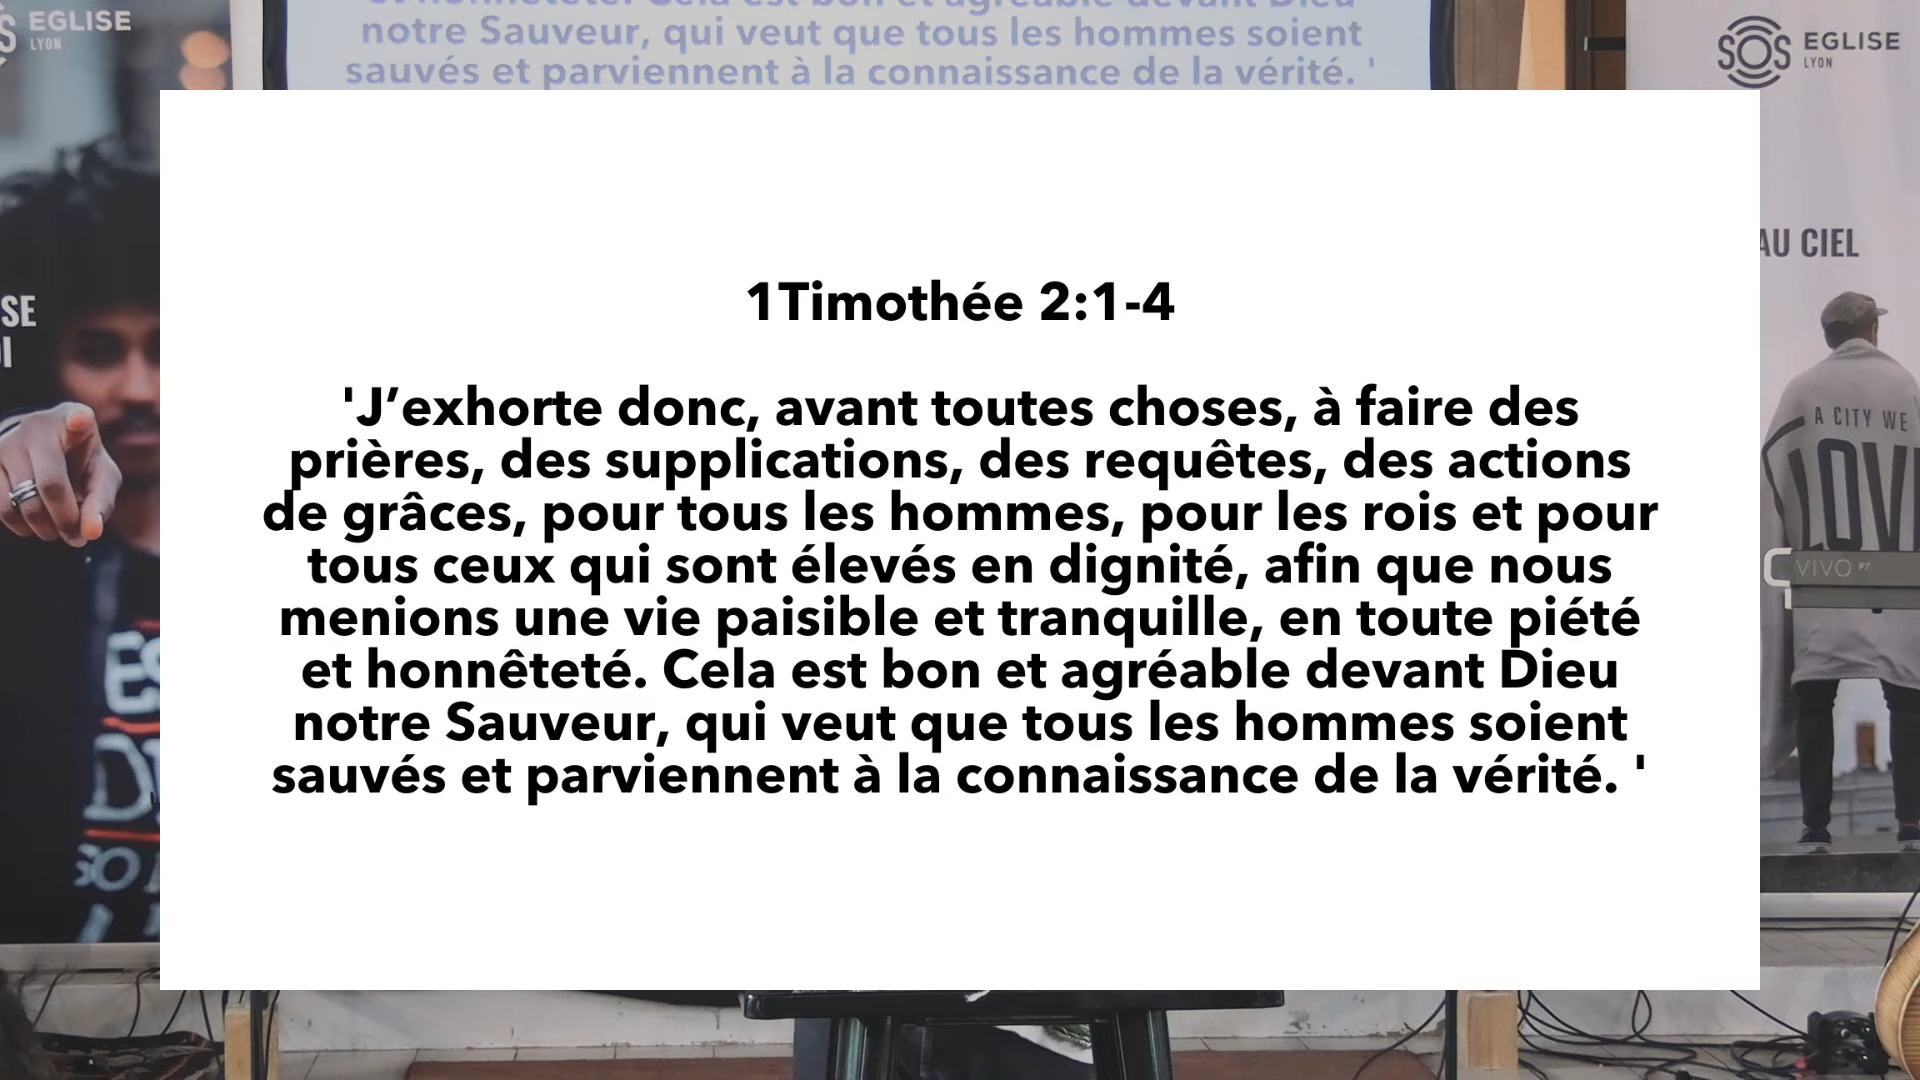 EGLISE
LYON
notre Sauveur, qui veut que tous les hommes soient
sauvés et parviennent à la connaissance de la vérité. '
SOS EGLISE
LYON
AU CIEL
1Timothée 2:1-4
'J’exhorte donc, avant toutes choses, à faire des
prières, des supplications, des requêtes, des actions
de grâces, pour tous les hommes, pour les rois et pour
tous ceux qui sont élevés en dignité, afin que nous
menions une vie paisible et tranquille, en toute piété
et honnêteté. Cela est bon et agréable devant Dieu
notre Sauveur, qui veut que tous les hommes soient
sauvés et parviennent à la connaissance de la vérité. '
A CITY WE
VIVO P7